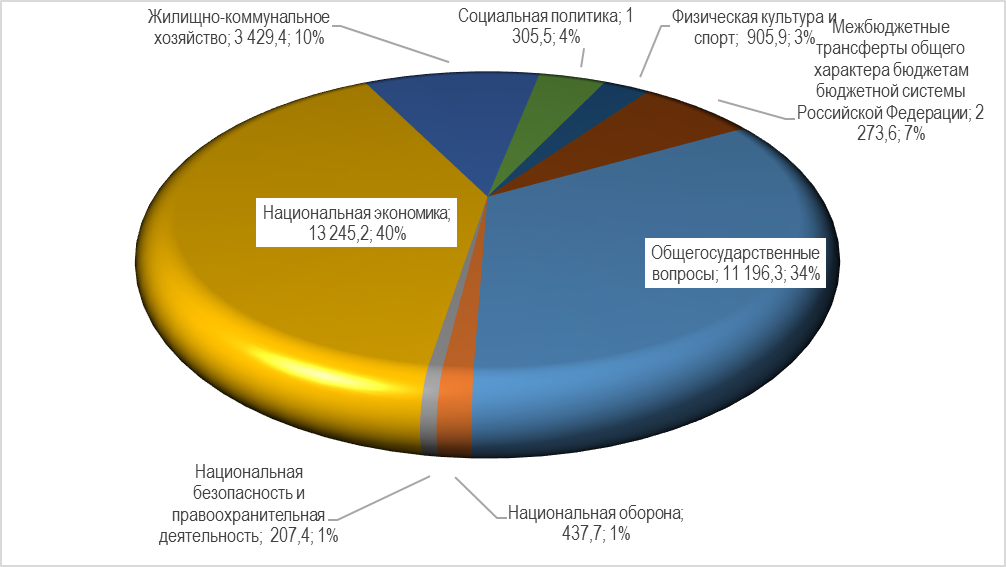 Жилищно-коммунальное
хозяйство; 3 429,4; 10%
Социальная политика; 1
305,5; 4%
Физическая культура и
спорт;  905,9; 3%
Межбюджетные
трансферты общего
характера бюджетам
бюджетной системы
Российской Федерации; 2
273,6; 7%
Национальная экономика;
13 245,2; 40%
Общегосударственные
вопросы; 11 196,3; 34%
Национальная
безопасность и
правоохранительная
деятельность;  207,4; 1%
Национальная оборона;
437,7; 1%